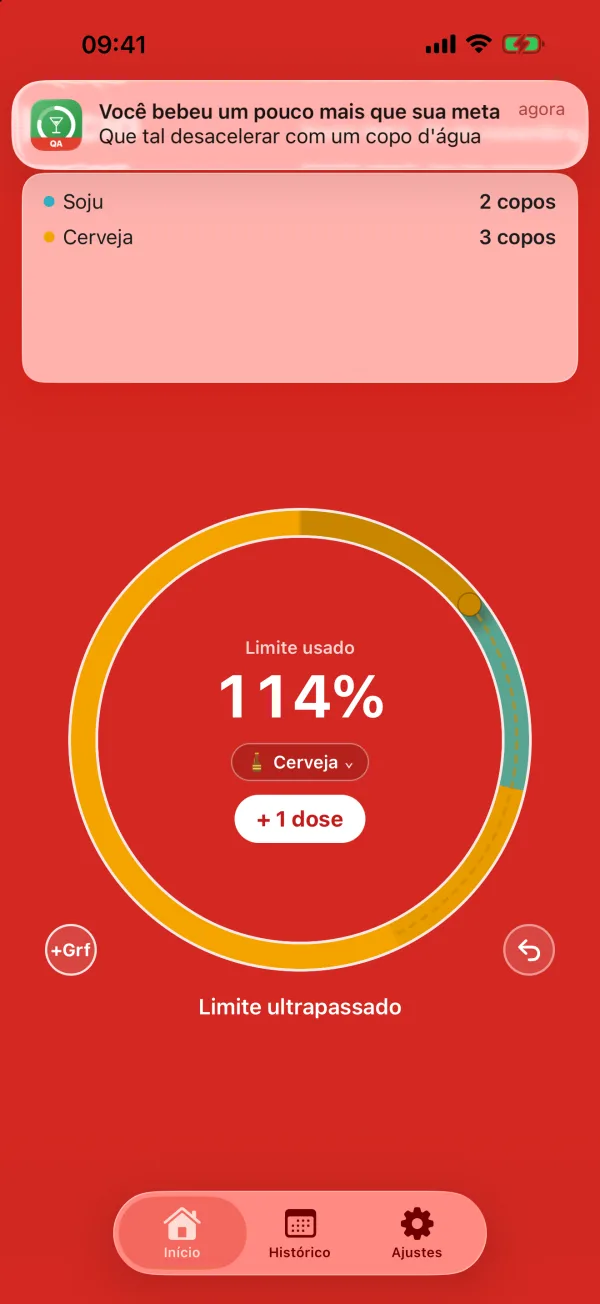 09:41
Você bebeu um pouco mais que sua meta agora
Que tal desacelerar com um copo d'água
QA
Soju 2 copos
Cerveja 3 copos
Limite usado
114%
Cerveja
+ 1 dose
+Grf
Limite ultrapassado
Início Histórico Ajustes